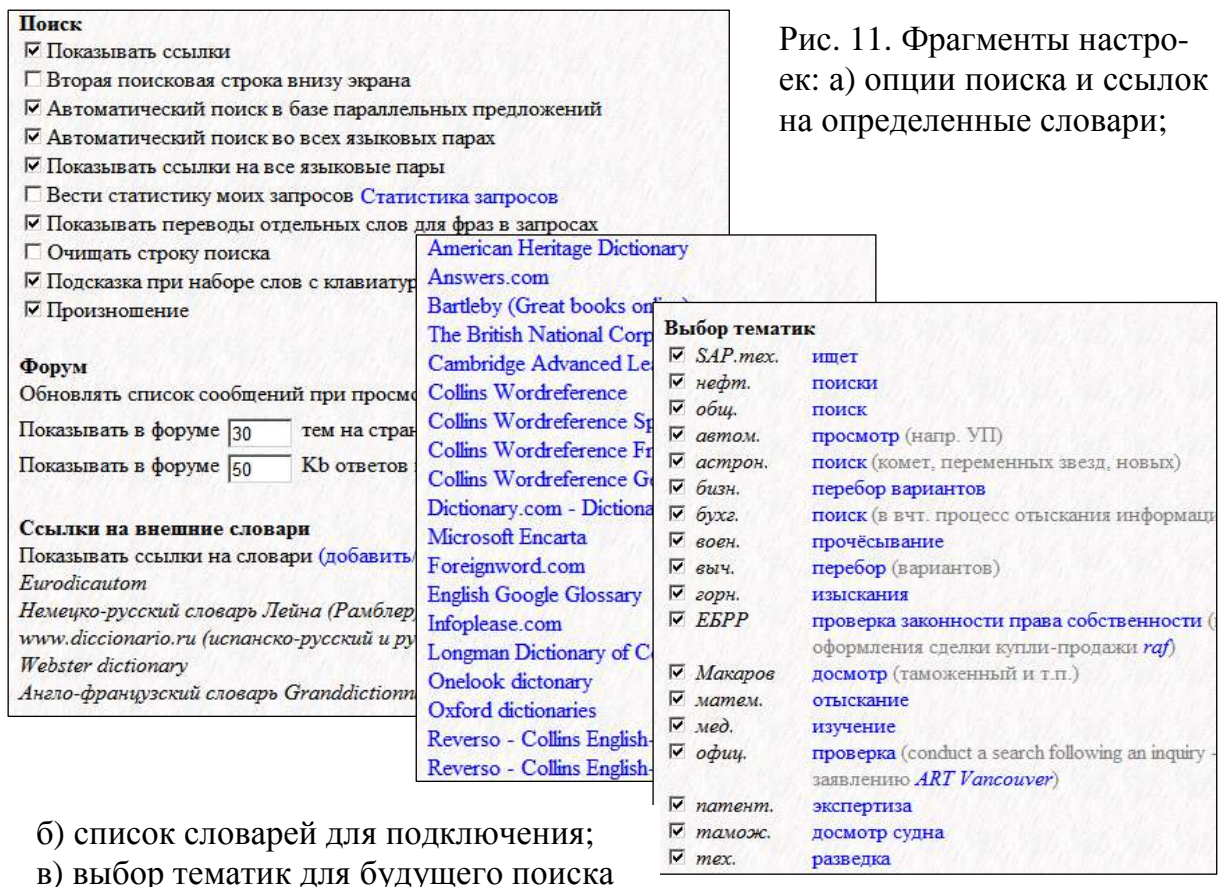 Поиск
Показывать ссылки
Вторая поисковая строка внизу экрана
Автоматический поиск в базе параллельных предложений
Автоматический поиск во всех языковых парах
Показывать ссылки на все языковые пары
Вести статистику моих запросов Статистика запросов
Показывать переводы отдельных слов для фраз в запросах
Очищать строку поиска
Подсказка при наборе слов с клавиатур
Произношение
Форум
Обновлять список сообщений при просмо
Показывать в форуме 30 тем на стран
Показывать в форуме 50 Kb ответов
Ссылки на внешние словари
Показывать ссылки на словари (добавить/
Eurodicautom
Немецко-русский словарь Лейна (Рамблер)
www.diccionario.ru (испанско-русский и ру
Webster dictionary
Англо-французский словарь Granddictionn
Рис. 11. Фрагменты настро-
ек: а) опции поиска и ссылок
на определенные словари;
American Heritage Dictionary
Answers.com
Bartleby (Great books on
The British National Corp
Cambridge Advanced Le
Collins Wordreference
Collins Wordreference Sp
Collins Wordreference Fr
Collins Wordreference Ge
Dictionary.com - Dictiona
Microsoft Encarta
Foreignword.com
English Google Glossary
Infoplease.com
Longman Dictionary of C
Onelook dictonary
Oxford dictionaries
Reverso - Collins English-
Reverso - Collins English-
Выбор тематик
SAP.тех. ищет
нефт. поиски
общ. поиск
автом. просмотр (напр. УП)
астрон. поиск (комет, переменных звезд, новых)
бизн. перебор вариантов
бухг. поиск (в вчт. процесс отыскания информаци
воен. прочёсывание
выч. перебор (вариантов)
горн. изыскания
ЕБРР проверка законности права собственности (
оформления сделки купли-продажи raf)
Макаров досмотр (таможенный и т.п.)
матем. отыскание
мед. изучение
офиц. проверка (conduct a search following an inquiry -
заявлению ART Vancouver)
патент. экспертиза
тамож. досмотр судна
тех. разведка
б) список словарей для подключения;
в) выбор тематик для будущего поиска